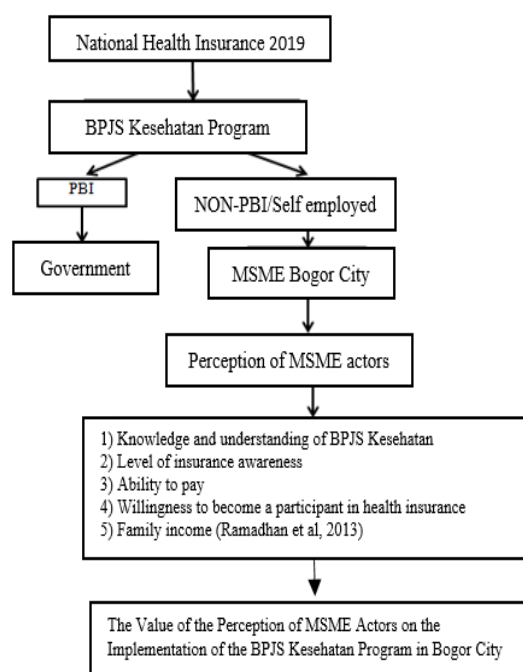 National Health Insurance 2019
BPJS Kesehatan Program
PBI
NON-PBI/Self employed
Government
MSME Bogor City
Perception of MSME actors
1) Knowledge and understanding of BPJS Kesehatan
2) Level of insurance awareness
3) Ability to pay
4) Willingness to become a participant in health insurance
5) Family income (Ramadhan et al, 2013)
The Value of the Perception of MSME Actors on the
Implementation of the BPJS Kesehatan Program in Bogor City